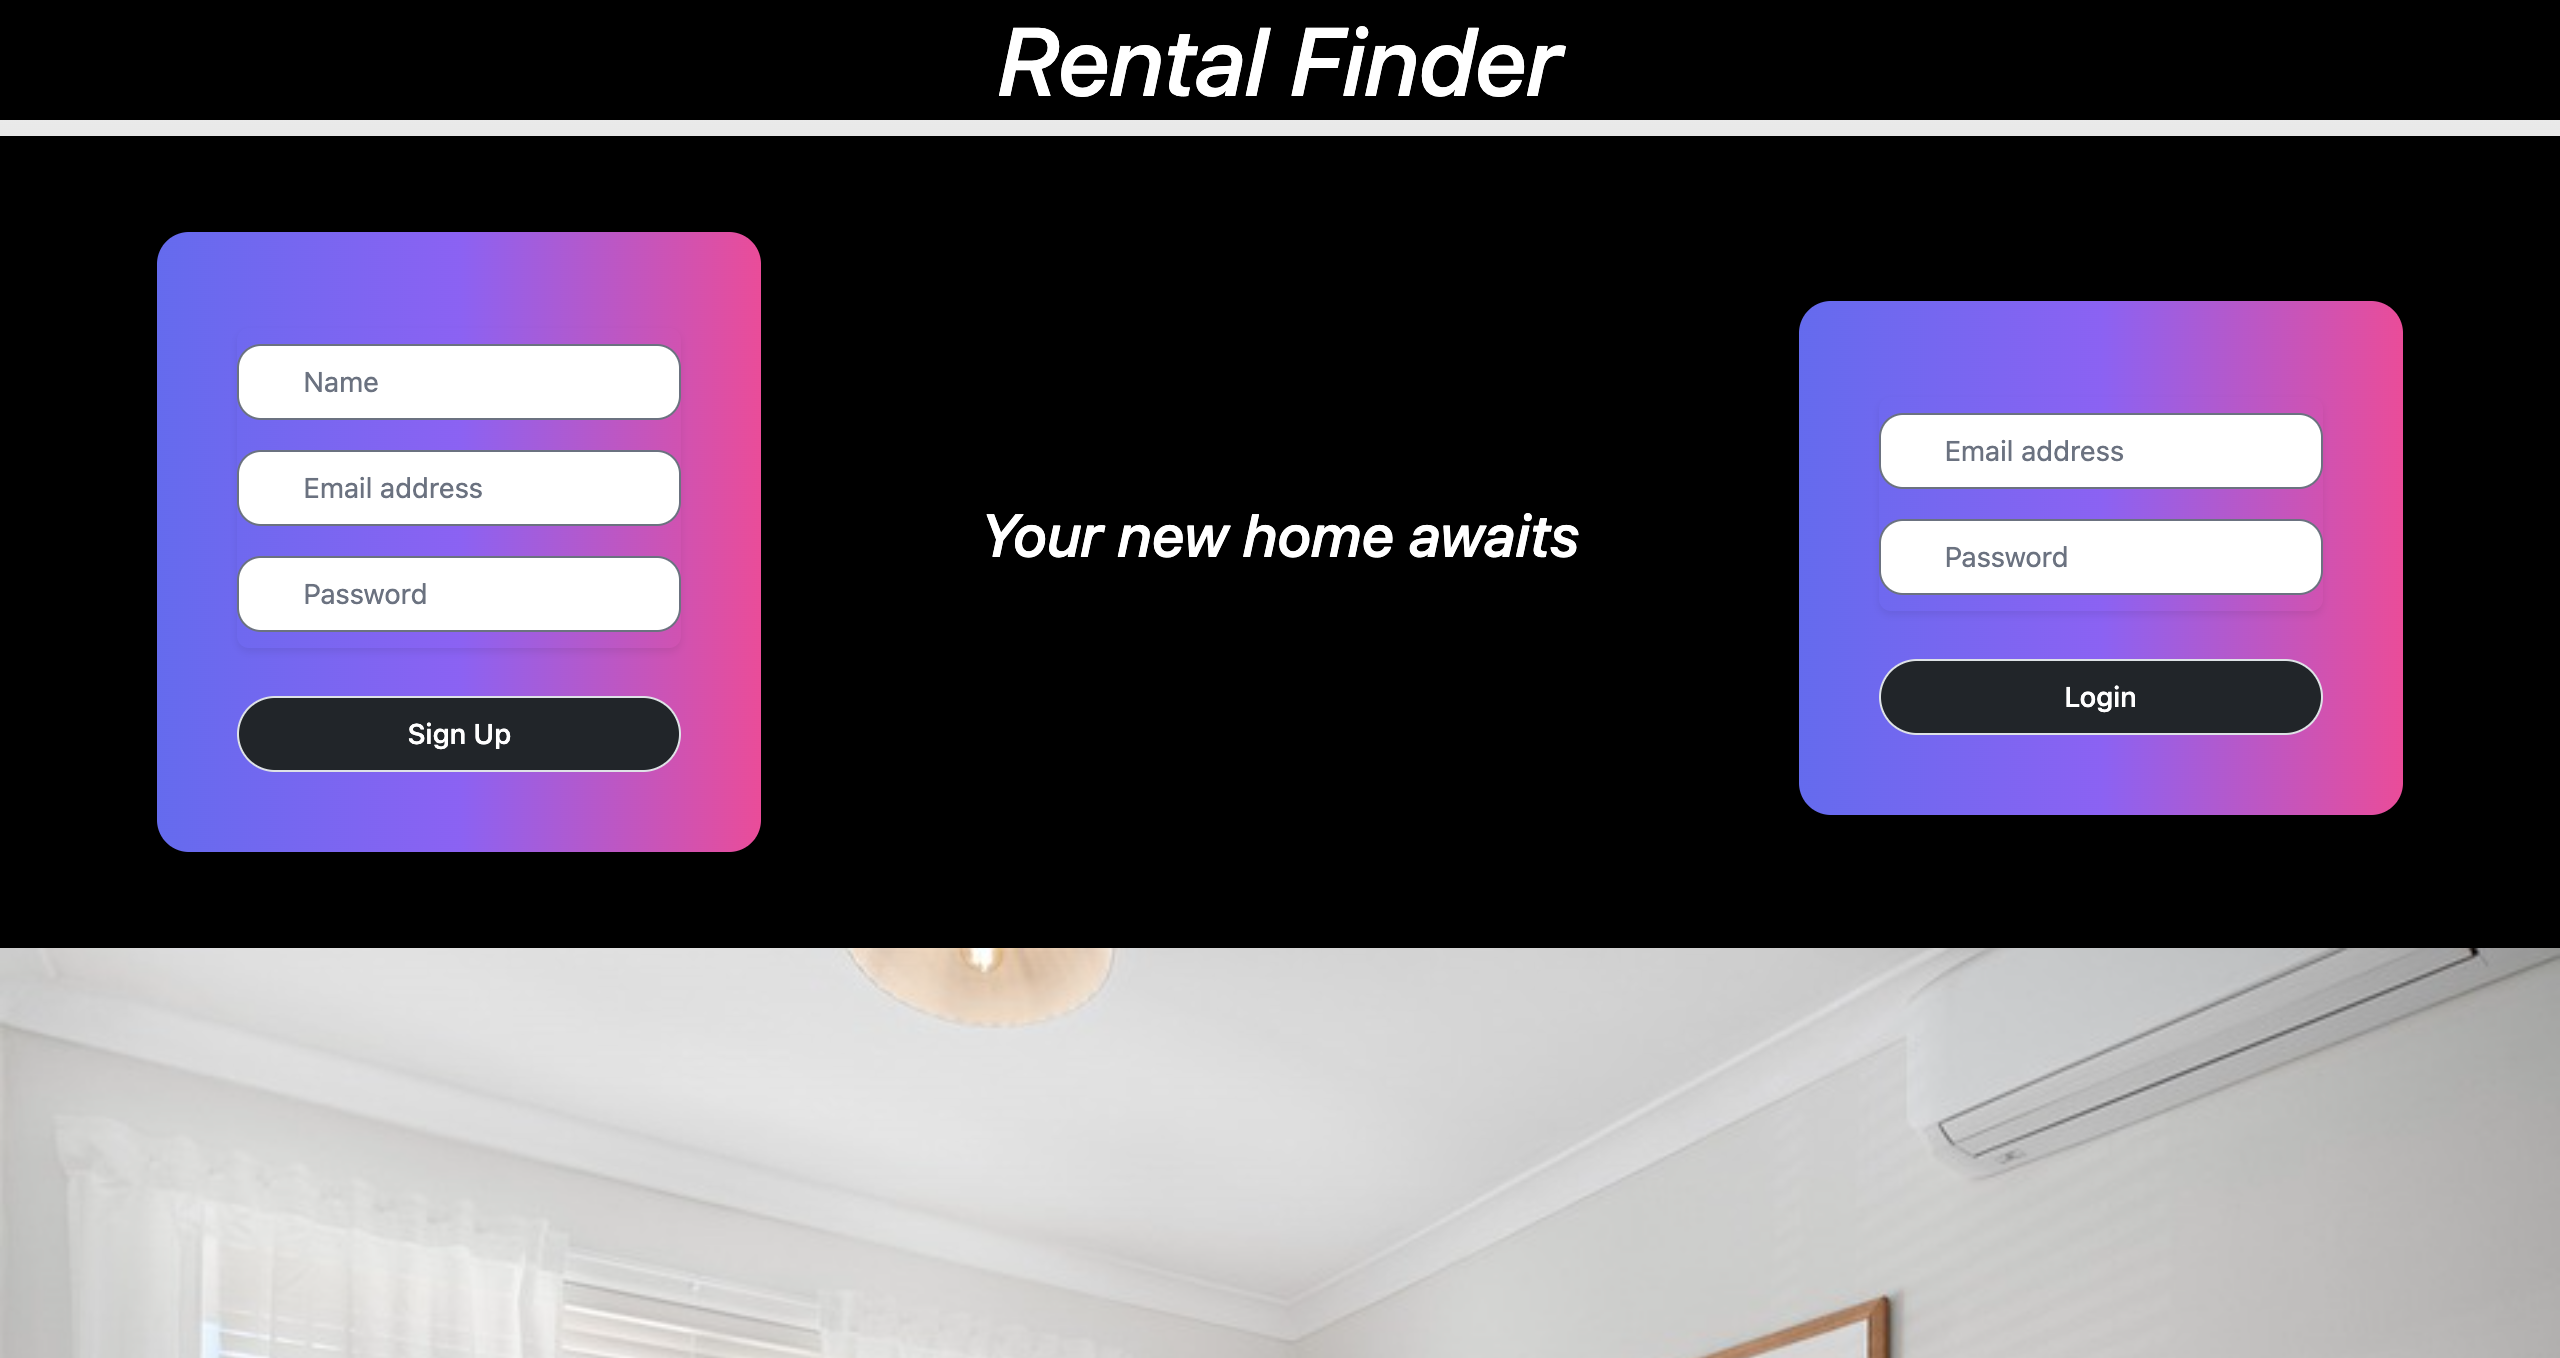 Rental Finder
Name
Email address
Password
Sign Up
Your new home awaits
Email address
Password
Login